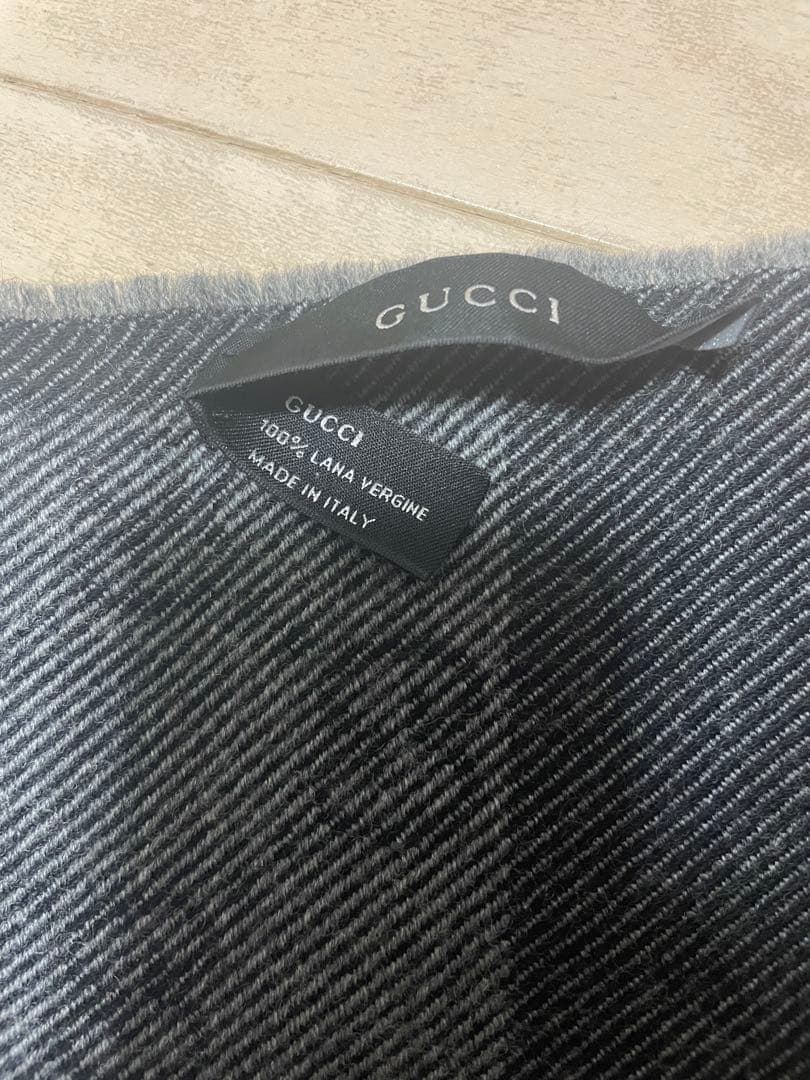 GUCCI
GUCCI
100% LANA VERGINE
MADE IN ITALY